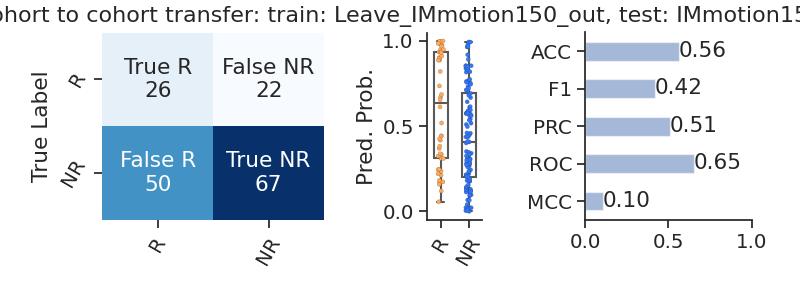 ohort to cohort transfer: train: Leave_IMmotion150_out, test: IMmotion15
True Label
R
NR
True R
26
False NR
22
False R
50
True NR
67
R
NR
Pred. Prob.
1.0
0.5
0.0
R
NR
ACC
0.56
F1
0.42
PRC
0.51
ROC
0.65
MCC
0.10
0.0
0.5
1.0